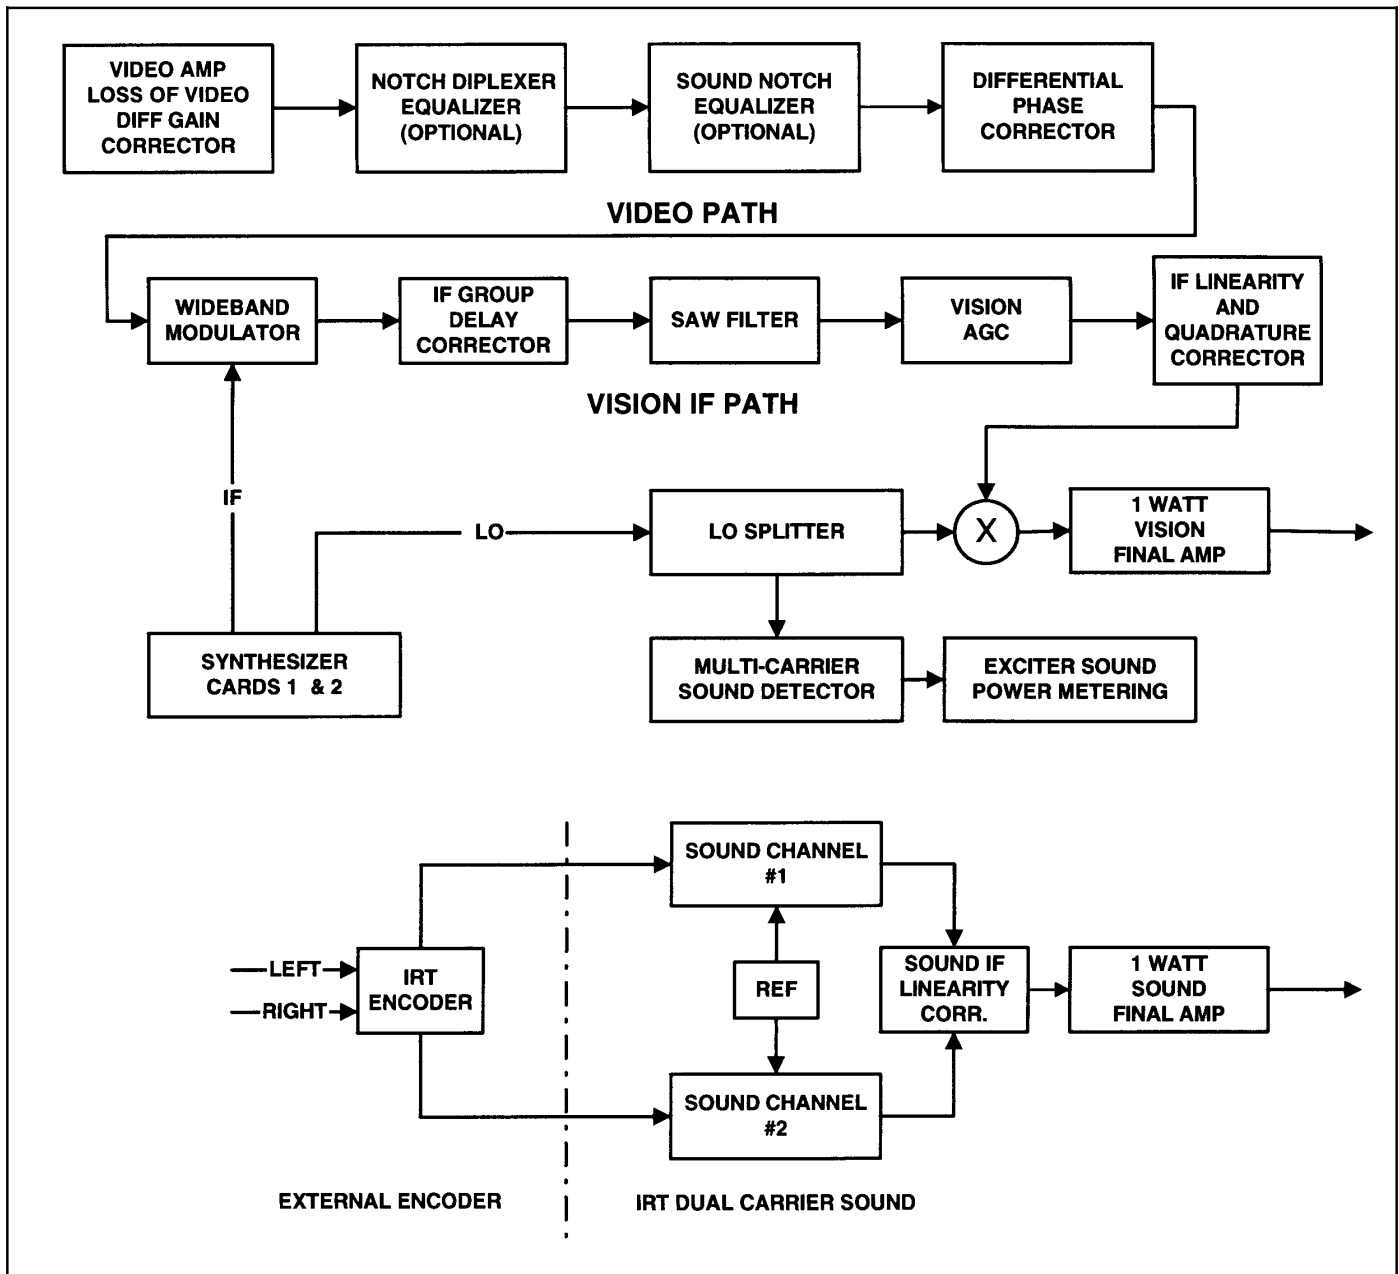 VIDEO AMP
LOSS OF VIDEO
DIFF GAIN
CORRECTOR
NOTCH DIPLEXER
EQUALIZER
(OPTIONAL)
SOUND NOTCH
EQUALIZER
(OPTIONAL)
DIFFERENTIAL
PHASE
CORRECTOR
VIDEO PATH
WIDEBAND
MODULATOR
IF GROUP
DELAY
CORRECTOR
SAW FILTER
VISION
AGC
IF LINEARITY
AND
QUADRATURE
CORRECTOR
VISION IF PATH
IF
LO
LO SPLITTER
X
1 WATT
VISION
FINAL AMP
SYNTHESIZER
CARDS 1 & 2
MULTI-CARRIER
SOUND DETECTOR
EXCITER SOUND
POWER METERING
SOUND CHANNEL
#1
LEFT
RIGHT
IRT
ENCODER
REF
SOUND IF
LINEARITY
CORR.
1 WATT
SOUND
FINAL AMP
SOUND CHANNEL
#2
EXTERNAL ENCODER
IRT DUAL CARRIER SOUND